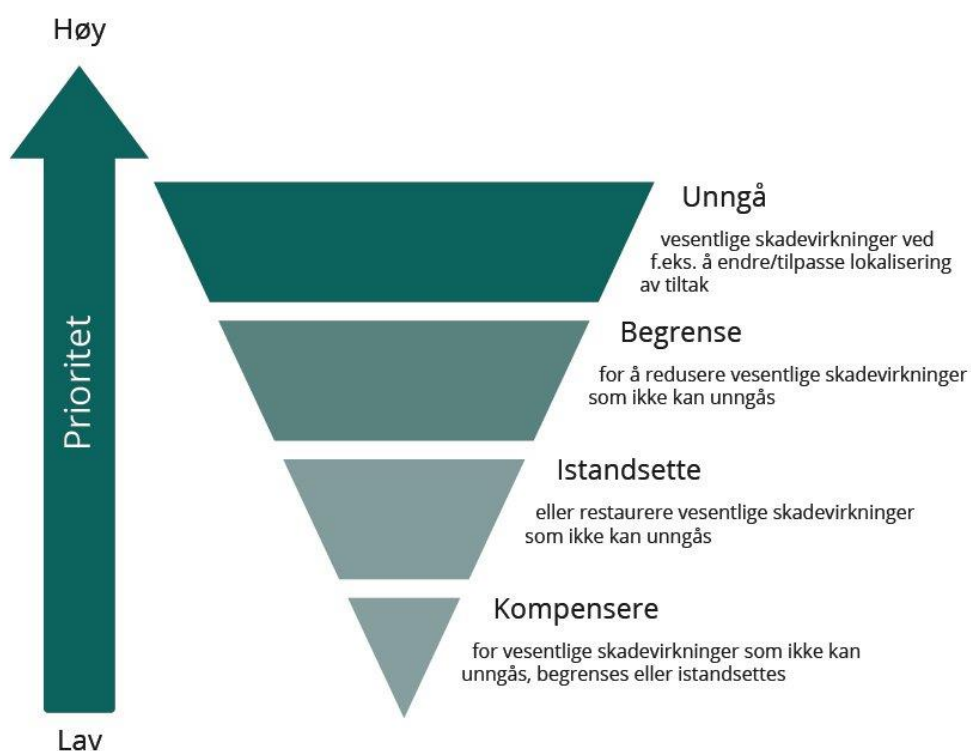 Høy
Prioritet
Unngå
vesentlige skadevirkninger ved
f.eks. å endre/tilpasse lokalisering
av tiltak
Begrense
for å redusere vesentlige skadevirkninger
som ikke kan unngås
Istandsette
eller restaurere vesentlige skadevirkninger
som ikke kan unngås
Kompensere
for vesentlige skadevirkninger som ikke kan
unngås, begrenses eller istandsettes
Lav